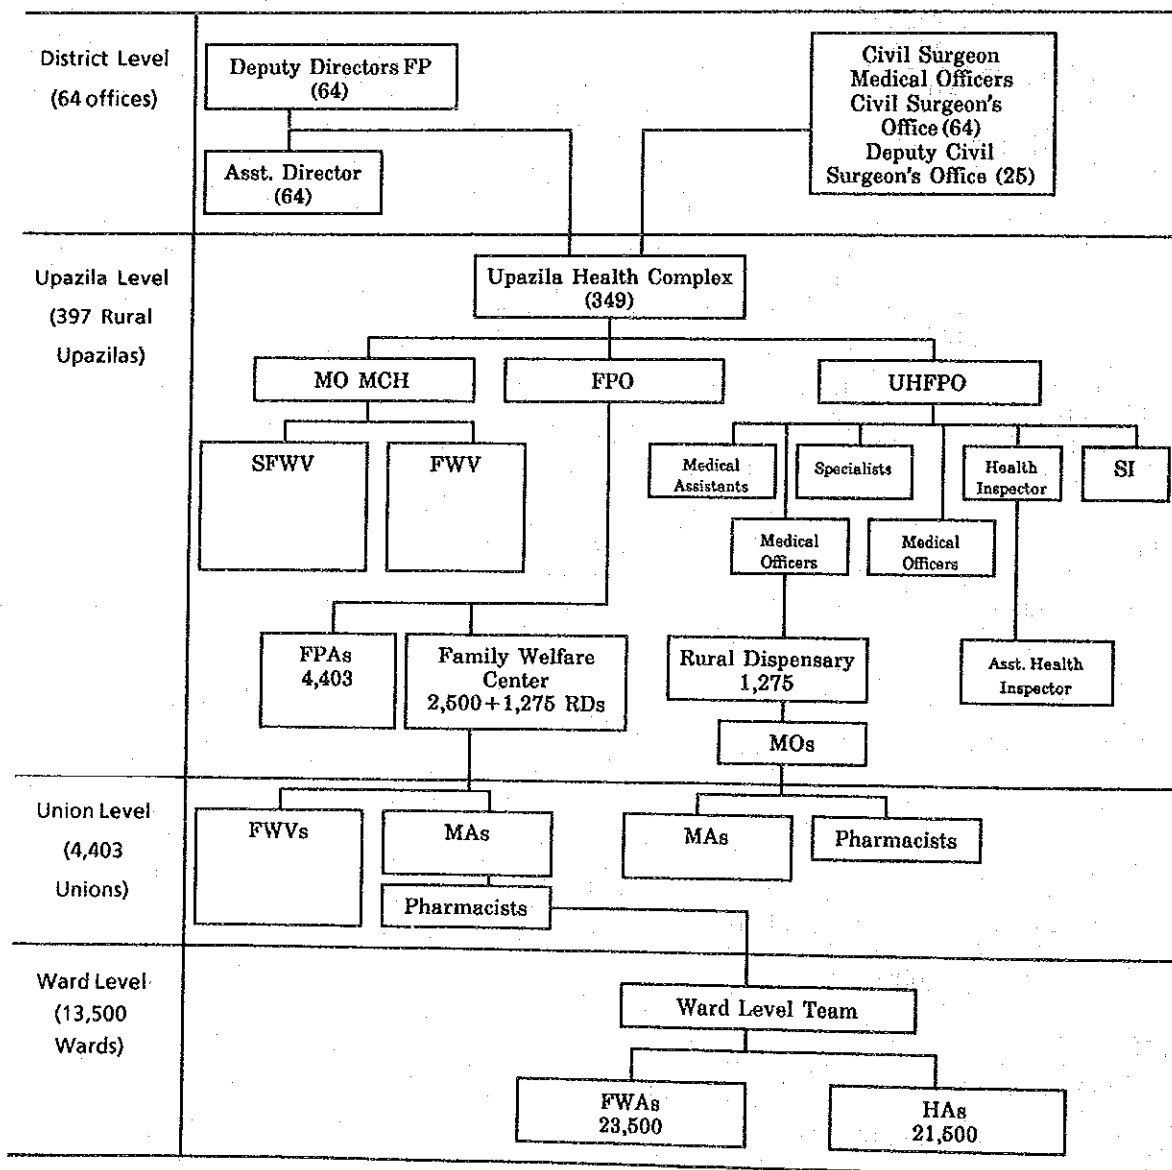 District Level
(64 offices)
Deputy Directors FP
(64)
Asst. Director
(64)
Civil Surgeon
Medical Officers
Civil Surgeon's
Office (64)
Deputy Civil
Surgeon's Office (25)
Upazila Level
(397 Rural
Upazilas)
Upazila Health Complex
(349)
MO MCH
FPO
UHFPO
SFWV
FWV
Medical
Assistants
Specialists
Health
Inspector
SI
Medical
Officers
Medical
Officers
FPAs
4,403
Family Welfare
Center
2,500+1,275 RDs
Rural Dispensary
1,275
Asst. Health
Inspector
MOs
Union Level
(4,403
Unions)
FWVs
MAs
Pharmacists
MAs
Pharmacists
Ward Level
(13,500
Wards)
Ward Level Team
FWAs
23,500
HAs
21,500